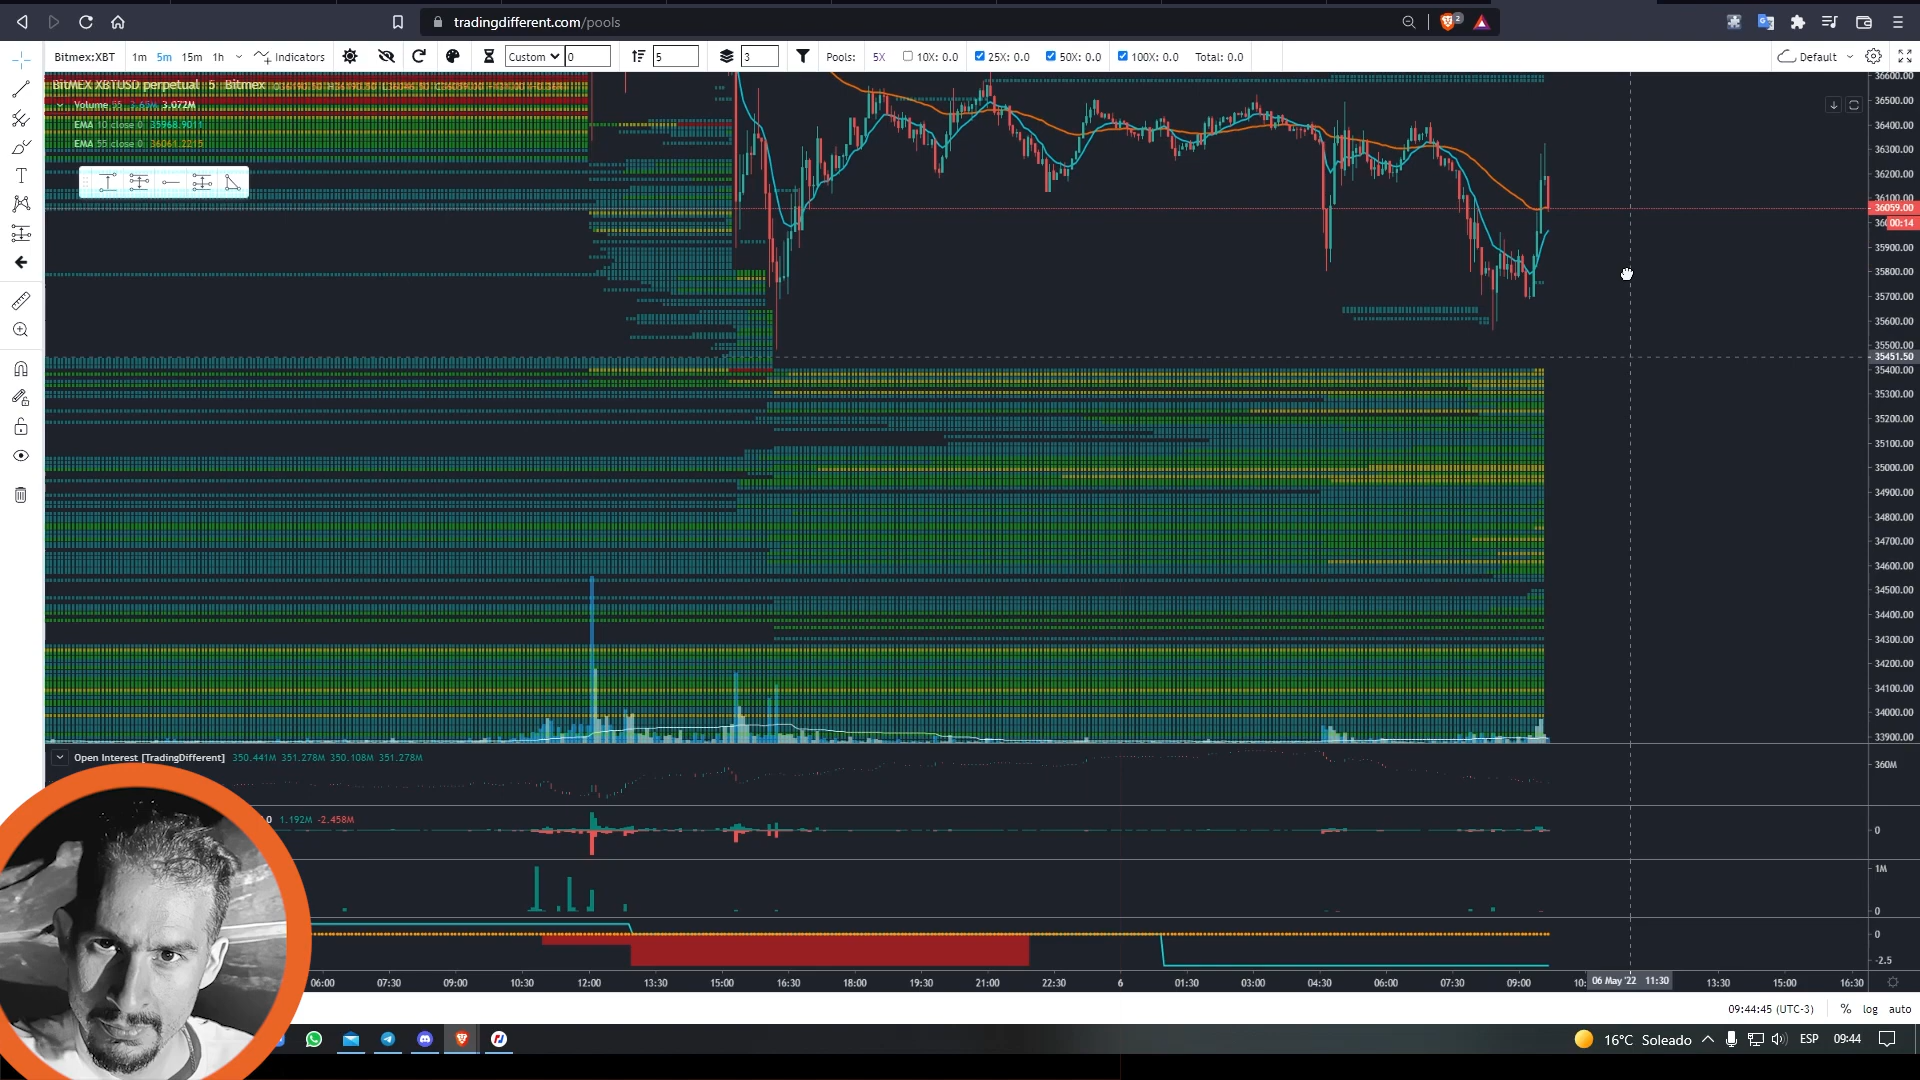 tradingdifferent.com/pools
2
Bitmex:XBT 1m 5m 15m 1h Indicators Custom 0 5 3 Pools: 5X 10X: 0.0 25X: 0.0 50X: 0.0 100X: 0.0 Total: 0.0 Default
BitMEX XBTUSD perpetual 5 Bitmex
Volume 55 3.65M 3.072M
EMA 10 close 0 35968.9011
EMA 55 close 0 36061.2215
36600.00
36500.00
36400.00
36300.00
36200.00
36100.00
36059.00
00:14
35900.00
35800.00
35700.00
35600.00
35500.00
35451.50
35400.00
35300.00
35200.00
35100.00
35000.00
34900.00
34800.00
34700.00
34600.00
34500.00
34400.00
34300.00
34200.00
34100.00
34000.00
33900.00
Open Interest [TradingDifferent] 350.441M 351.278M 350.108M 351.278M
360M
0 1.192M -2.458M
0
1M
0
0
-2.5
06:00 07:30 09:00 10:30 12:00 13:30 15:00 16:30 18:00 19:30 21:00 22:30 6 01:30 03:00 04:30 06:00 07:30 09:00 10: 06 May '22 11:30 13:30 15:00 16:30
09:44:45 (UTC-3) % log auto
16°C Soleado ESP 09:44